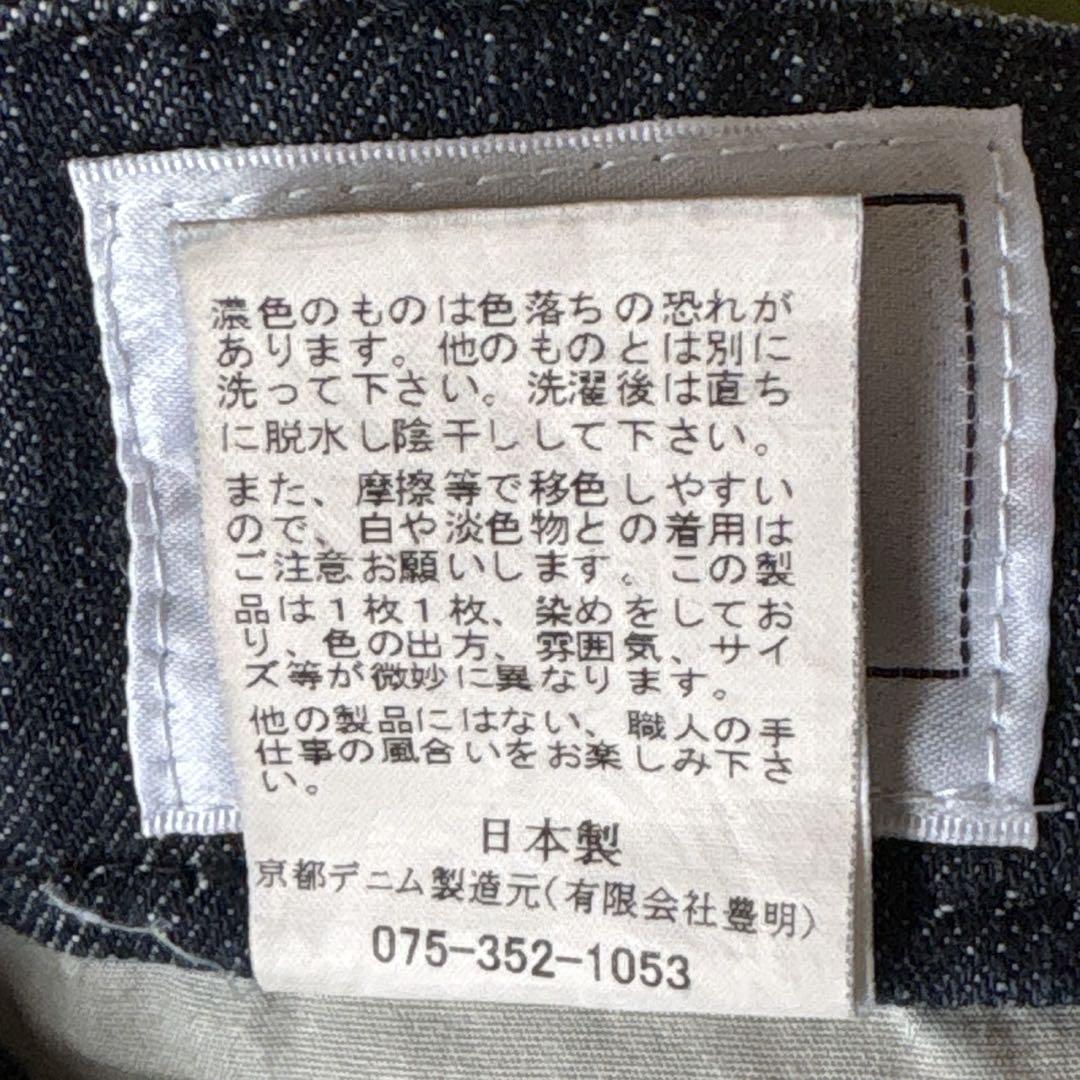 濃色のものは色落ちの恐れが
あります。他のものとは別に
洗って下さい。洗濯後は直ち
に脱水し陰干しして下さい。
また、摩擦等で移色しやすい
ので、白や淡色物との着用は
ご注意お願いします。この製
品は１枚１枚、染めをしてお
り、色の出方、雰囲気、サイ
ズ等が微妙に異なります。
他の製品にはない、職人の手
仕事の風合いをお楽しみ下さ
い。
日本製
京都デニム製造元(有限会社豊明)
075-352-1053